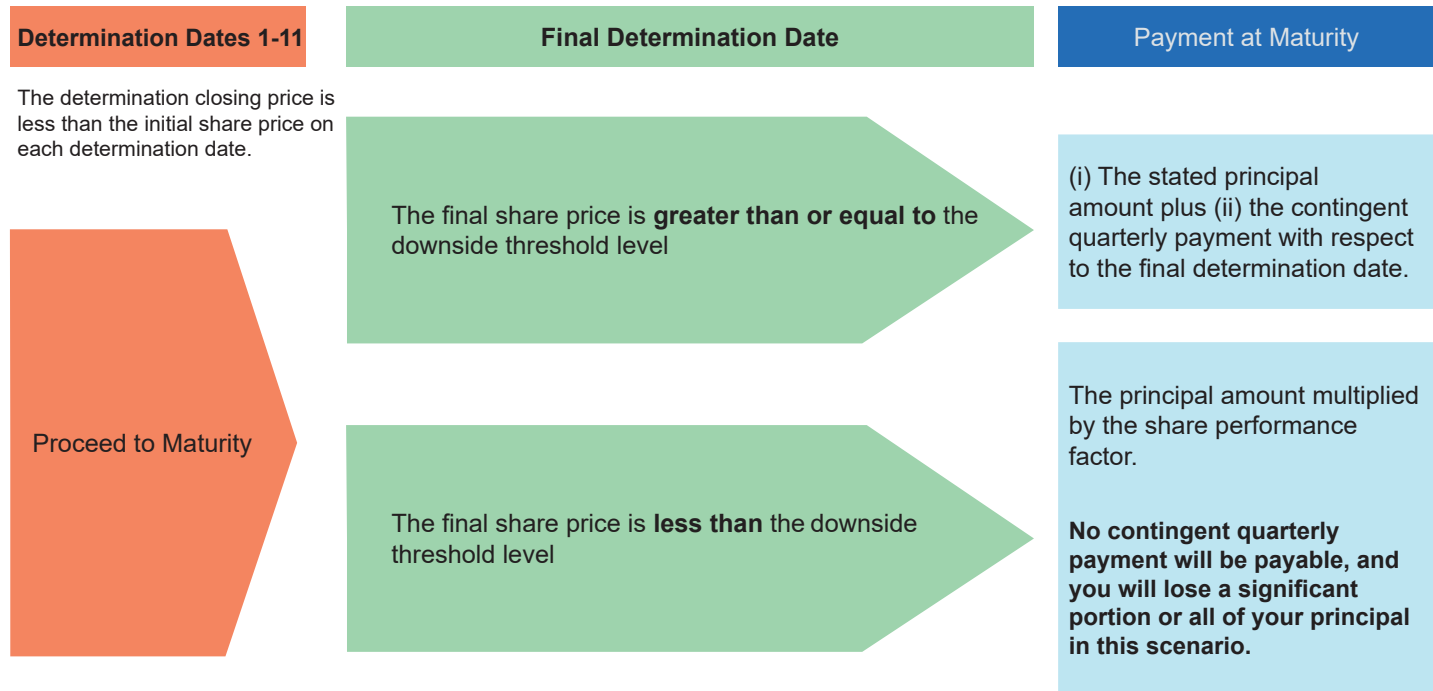 Determination Dates 1-11
Final Determination Date
Payment at Maturity
The determination closing price is
less than the initial share price on
each determination date.
Proceed to Maturity
The final share price is greater than or equal to the
downside threshold level
(i) The stated principal
amount plus (ii) the contingent
quarterly payment with respect
to the final determination date.
The final share price is less than the downside
threshold level
The principal amount multiplied
by the share performance
factor.
No contingent quarterly
payment will be payable, and
you will lose a significant
portion or all of your principal
in this scenario.